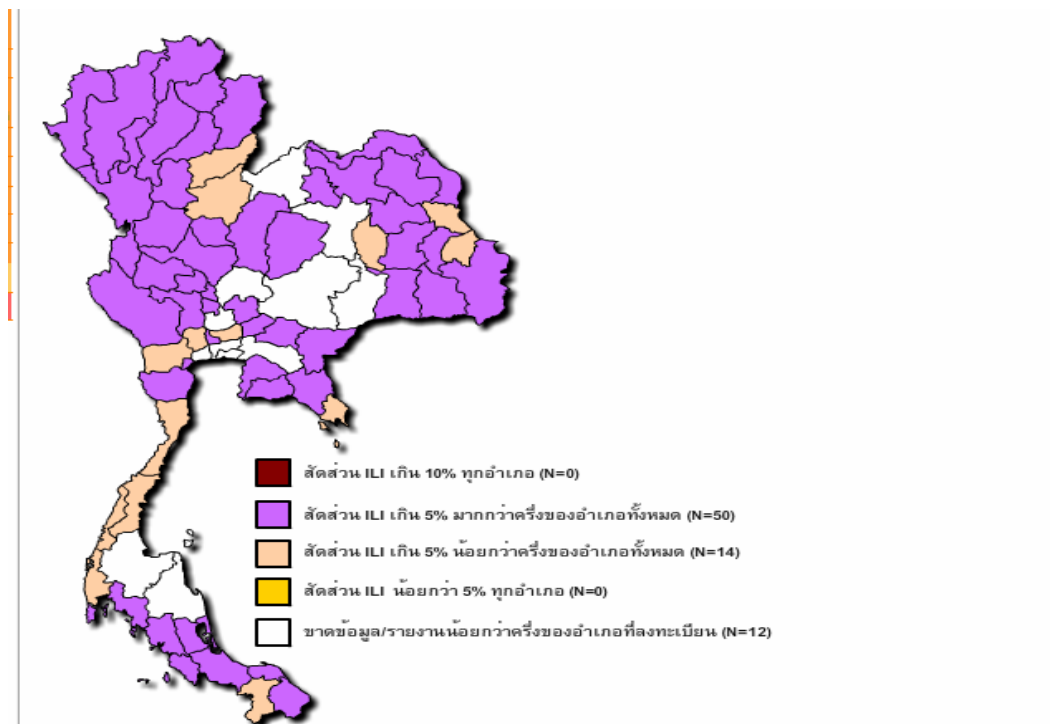 สัดส่วน ILI เกิน 10% ทุกอำเภอ (N=0)
สัดส่วน ILI เกิน 5% มากกว่าครึ่งของอำเภอทั้งหมด (N=50)
สัดส่วน ILI เกิน 5% น้อยกว่าครึ่งของอำเภอทั้งหมด (N=14)
สัดส่วน ILI น้อยกว่า 5% ทุกอำเภอ (N=0)
ขาดข้อมูล/รายงานน้อยกว่าครึ่งของอำเภอที่ลงทะเบียน (N=12)